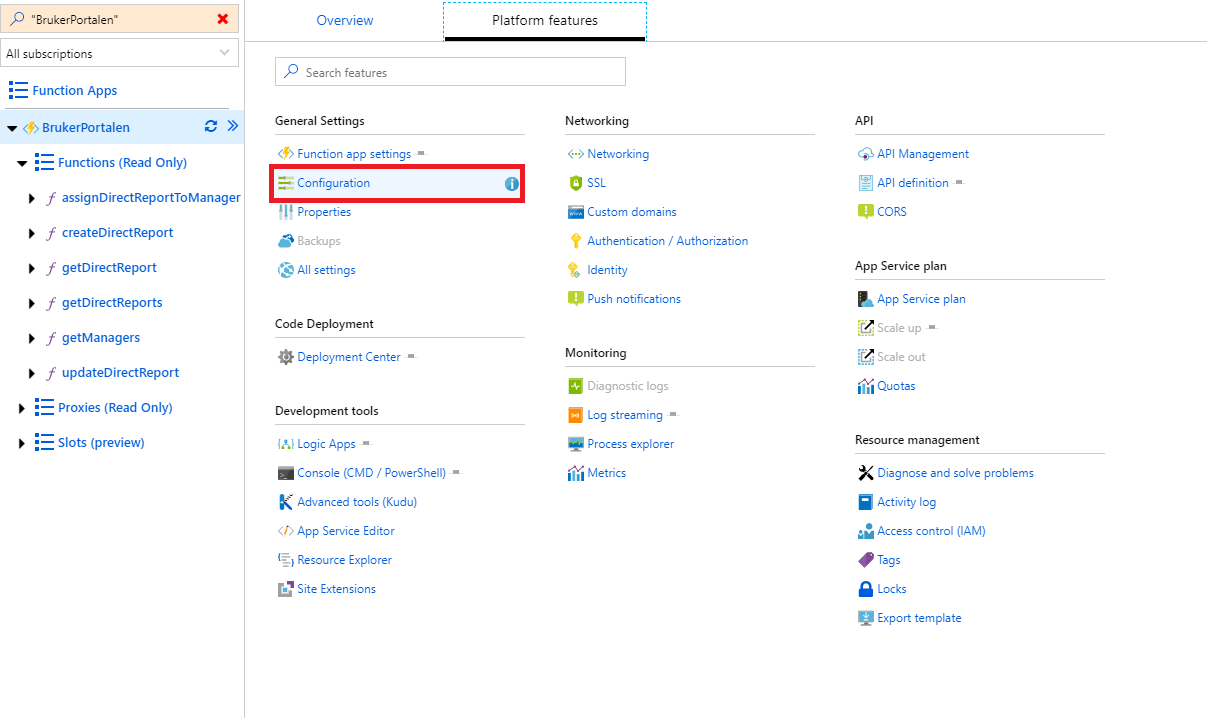 "BrukerPortalen"
All subscriptions
Function Apps
BrukerPortalen
Functions (Read Only)
assignDirectReportToManager
createDirectReport
getDirectReport
getDirectReports
getManagers
updateDirectReport
Proxies (Read Only)
Slots (preview)
Overview
Platform features
Search features
General Settings
Function app settings
Configuration
Properties
Backups
All settings
Code Deployment
Deployment Center
Development tools
Logic Apps
Console (CMD / PowerShell)
Advanced tools (Kudu)
App Service Editor
Resource Explorer
Site Extensions
Networking
Networking
SSL
Custom domains
Authentication / Authorization
Identity
Push notifications
Monitoring
Diagnostic logs
Log streaming
Process explorer
Metrics
API
API Management
API definition
CORS
App Service plan
App Service plan
Scale up
Scale out
Quotas
Resource management
Diagnose and solve problems
Activity log
Access control (IAM)
Tags
Locks
Export template